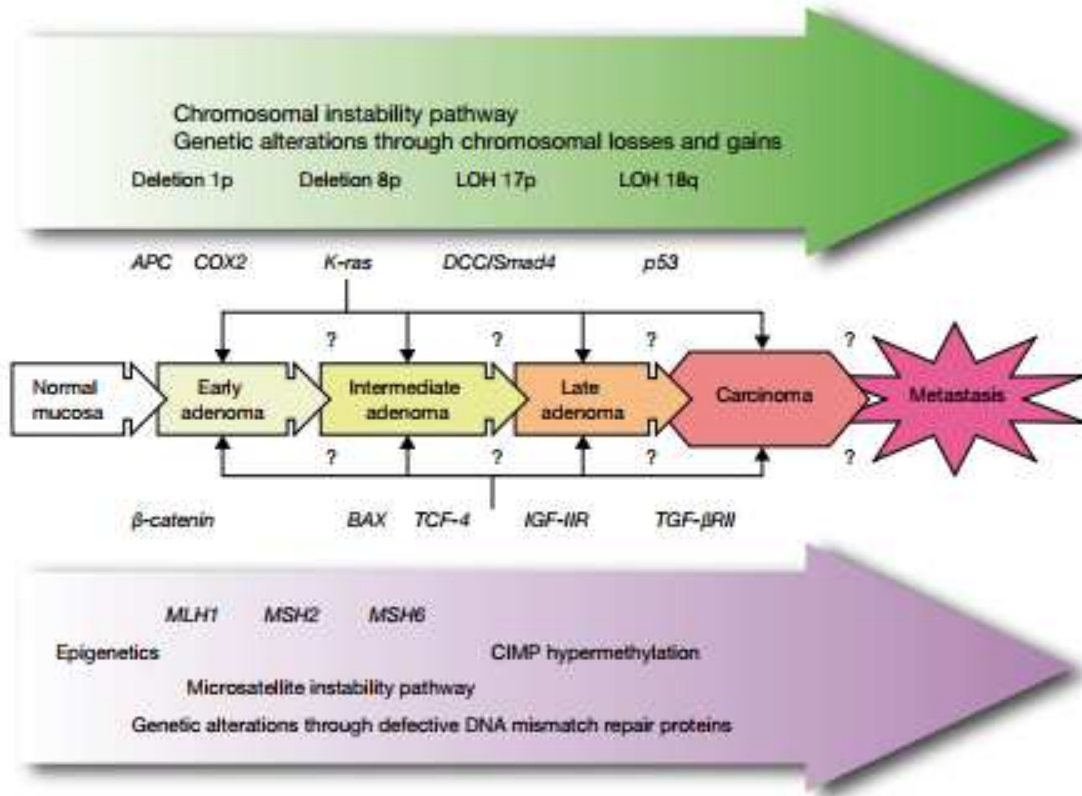 Chromosomal instability pathway
Genetic alterations through chromosomal losses and gains
Deletion 1p Deletion 8p LOH 17p LOH 18q
APC COX2 K-ras DCC/Smad4 p53
? ? ? ?
Normal mucosa
Early adenoma
Intermediate adenoma
Late adenoma
Carcinoma
Metastasis
? ? ? ?
β-catenin BAX TCF-4 IGF-IIR TGF-βRII
MLH1 MSH2 MSH6
Epigenetics CIMP hypermethylation
Microsatellite instability pathway
Genetic alterations through defective DNA mismatch repair proteins